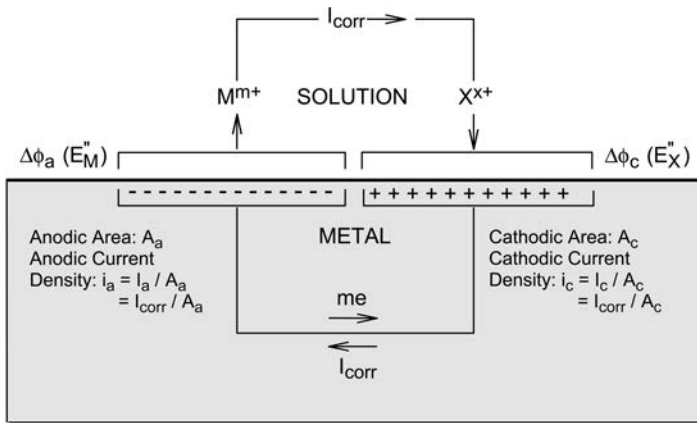 I_corr
M^m+ SOLUTION X^x+
Δϕ_a (E"_M) Δϕ_c (E"_X)
- - - - - - - - - - - - - + + + + + + + + + + +
METAL
Anodic Area: A_a
Anodic Current
Density: i_a = I_a / A_a
= I_corr / A_a
Cathodic Area: A_c
Cathodic Current
Density: i_c = I_c / A_c
= I_corr / A_c
me
I_corr